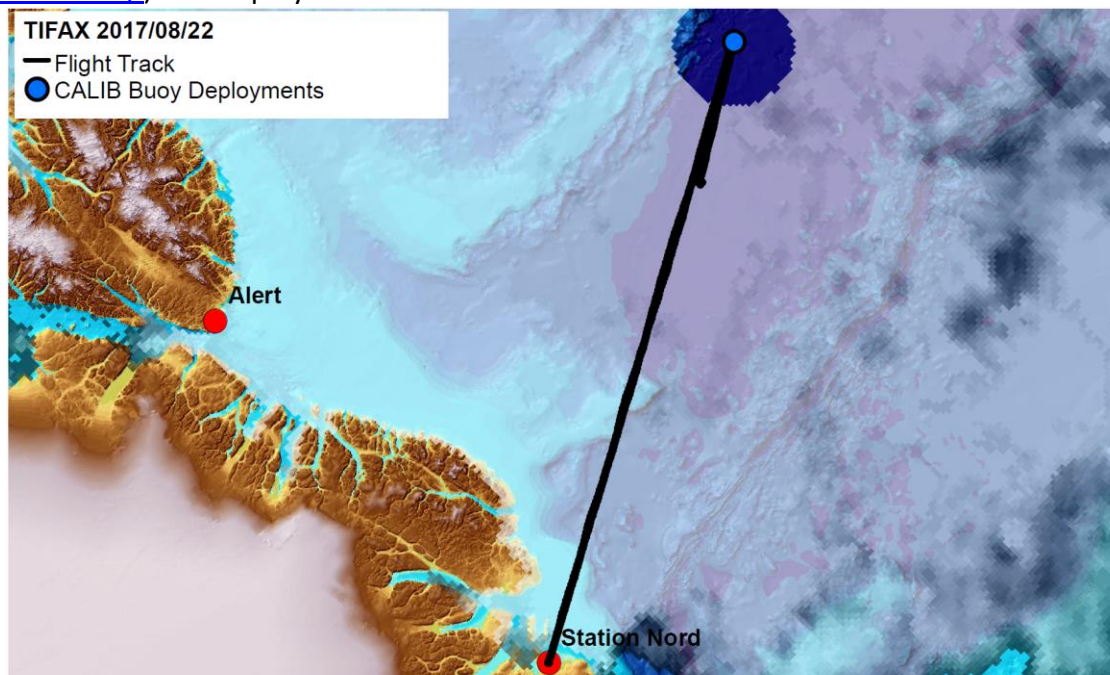 TIFAX 2017/08/22
Flight Track
CALIB Buoy Deployments
Alert
Station Nord